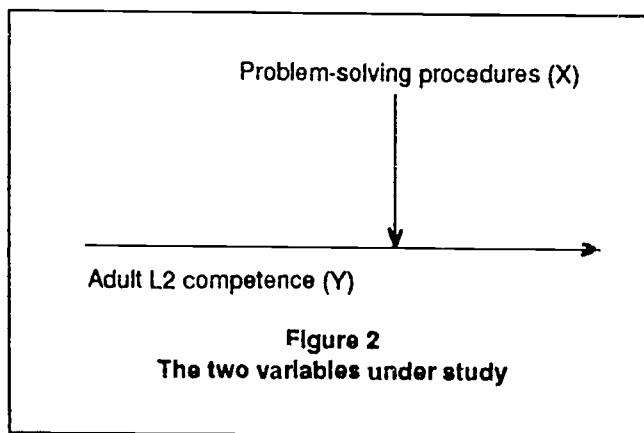 Problem-solving procedures (X)
Adult L2 competence (Y)
Figure 2
The two variables under study